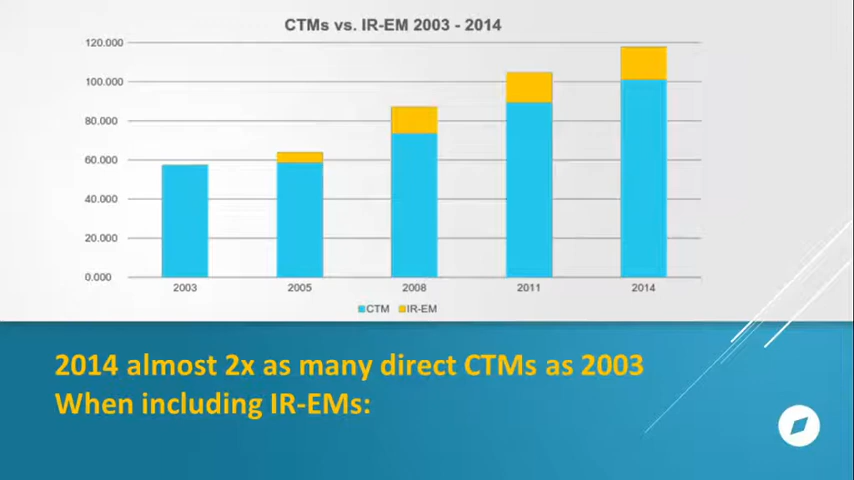 CTMs vs. IR-EM 2003 - 2014
120.000
100.000
80.000
60.000
40.000
20.000
0.000
2003 2005 2008 2011 2014
CTM IR-EM
2014 almost 2x as many direct CTMs as 2003
When including IR-EMs: